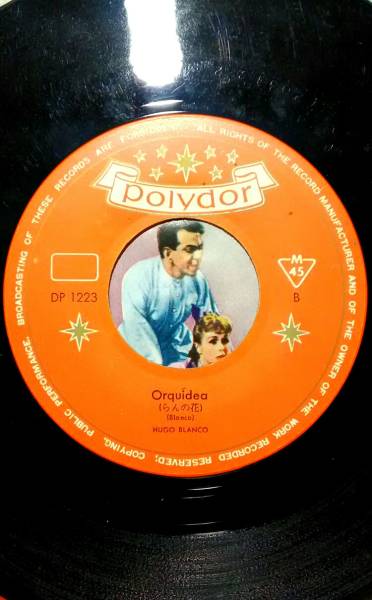 BROADCASTING OF THESE RECORDS ARE FORBIDDEN. ALL RIGHTS OF THE RECORD MANUFACTURER AND OF THE OWNER OF THE WORK RECORDED RESERVED; COPYING, PUBLIC PERFORMANCE,
polydor
DP 1223
M
45
B
Orquídea
(らんの花)
(Blanco)
HUGO BLANCO